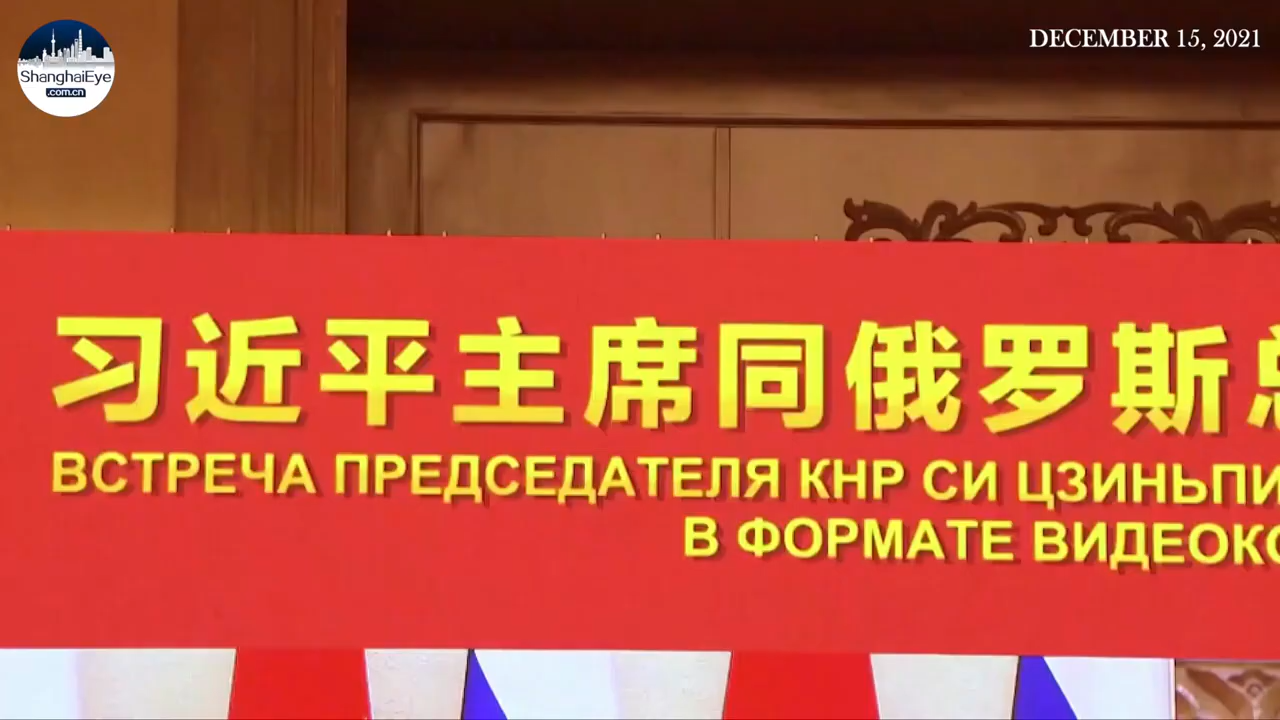 ShanghaiEye
.com.cn
DECEMBER 15, 2021
习近平主席同俄罗斯
ВСТРЕЧА ПРЕДСЕДАТЕЛЯ КНР СИ
В ФОРМАТЕ